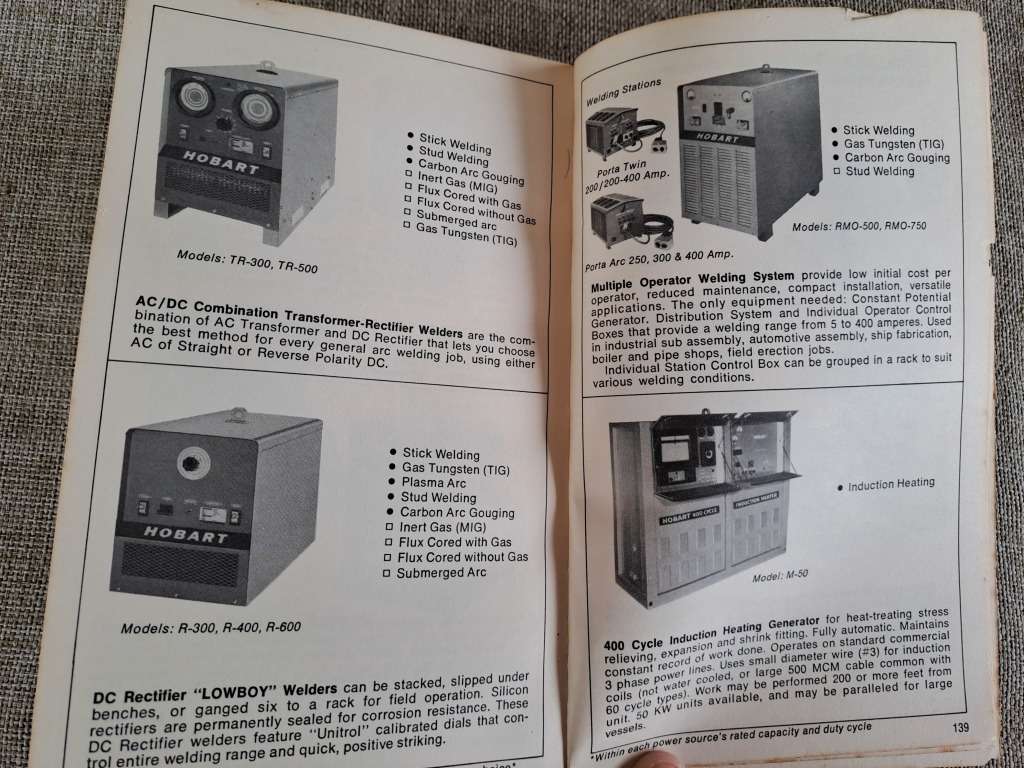 HOBART
● Stick Welding
● Stud Welding
● Carbon Arc Gouging
□ Inert Gas (MIG)
□ Flux Cored with Gas
□ Flux Cored without Gas
□ Submerged arc
□ Gas Tungsten (TIG)
Models: TR-300, TR-500
AC/DC Combination Transformer-Rectifier Welders are the com-
bination of AC Transformer and DC Rectifier that lets you choose
the best method for every general arc welding job, using either
AC of Straight or Reverse Polarity DC.
HOBART
● Stick Welding
● Gas Tungsten (TIG)
● Plasma Arc
● Stud Welding
● Carbon Arc Gouging
□ Inert Gas (MIG)
□ Flux Cored with Gas
□ Flux Cored without Gas
□ Submerged Arc
Models: R-300, R-400, R-600
DC Rectifier "LOWBOY" Welders can be stacked, slipped under
benches, or ganged six to a rack for field operation. Silicon
rectifiers are permanently sealed for corrosion resistance. These
DC Rectifier welders feature "Unitrol" calibrated dials that con-
trol entire welding range and quick, positive striking.
Welding Stations
Porta Twin
200/200-400 Amp.
Porta Arc 250, 300 & 400 Amp.
HOBART
● Stick Welding
● Gas Tungsten (TIG)
● Carbon Arc Gouging
□ Stud Welding
Models: RMO-500, RMO-750
Multiple Operator Welding System provide low initial cost per
operator, reduced maintenance, compact installation, versatile
applications. The only equipment needed: Constant Potential
Generator, Distribution System and Individual Operator Control
Boxes that provide a welding range from 5 to 400 amperes. Used
in industrial sub assembly, automotive assembly, ship fabrication,
boiler and pipe shops, field erection jobs.
Individual Station Control Box can be grouped in a rack to suit
various welding conditions.
HOBART 400 CYCLE
INDUCTION HEATER
● Induction Heating
Model: M-50
400 Cycle Induction Heating Generator for heat-treating stress
relieving, expansion and shrink fitting. Fully automatic. Maintains
constant record of work done. Operates on standard commercial
3 phase power lines. Uses small diameter wire (#3) for induction
coils (not water cooled, or large 500 MCM cable common with
60 cycle types). Work may be performed 200 or more feet from
unit. 50 KW units available, and may be paralleled for large
vessels.
*Within each power source's rated capacity and duty cycle
139